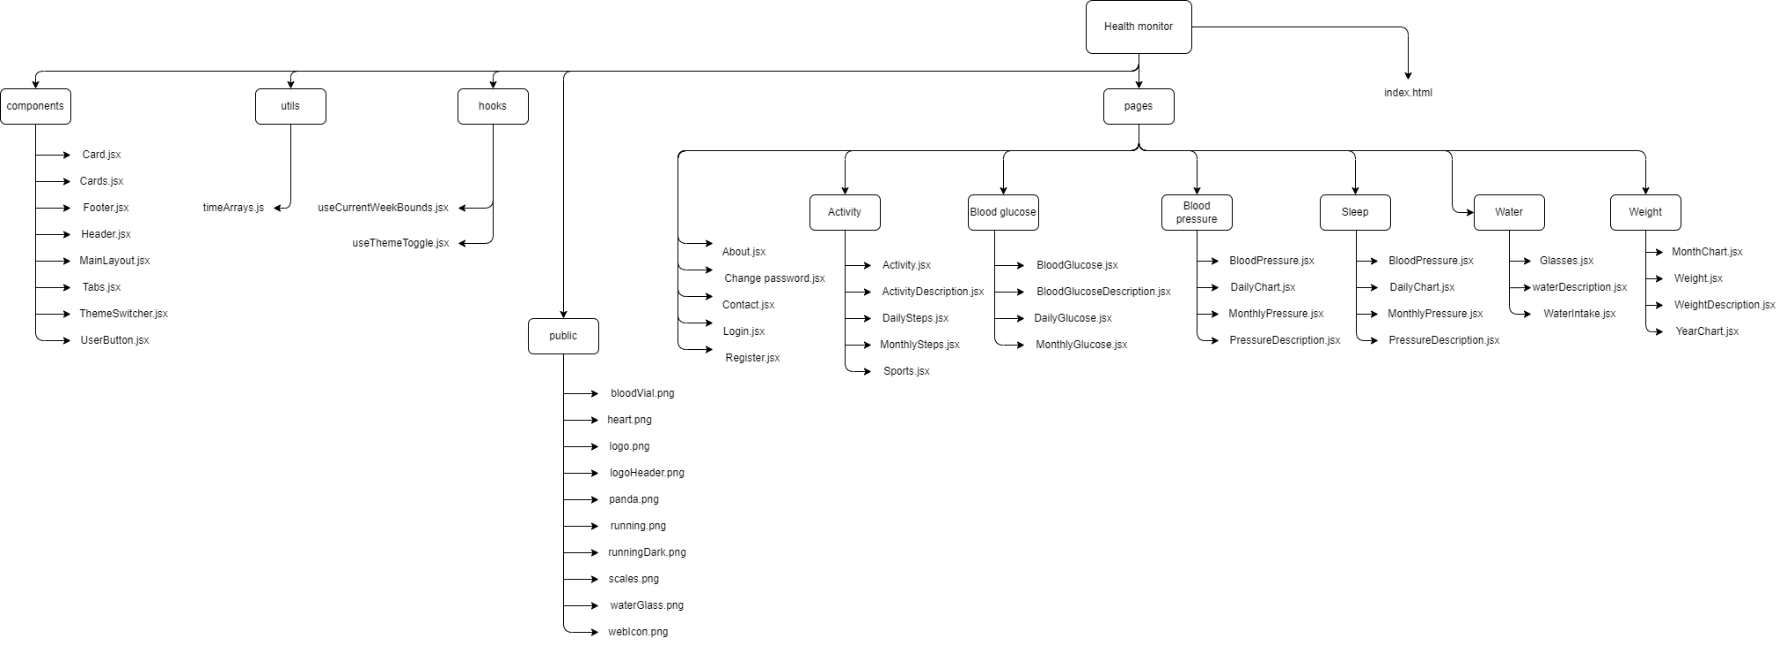 Health monitor
index.html
components
utils
hooks
pages
Card.jsx
Cards.jsx
Footer.jsx
Header.jsx
MainLayout.jsx
Tabs.jsx
ThemeSwitcher.jsx
UserButton.jsx
timeArrays.js
useCurrentWeekBounds.jsx
useThemeToggle.jsx
public
bloodVial.png
heart.png
logo.png
logoHeader.png
panda.png
running.png
runningDark.png
scales.png
waterGlass.png
webIcon.png
About.jsx
Change password.jsx
Contact.jsx
Login.jsx
Register.jsx
Activity
Activity.jsx
ActivityDescription.jsx
DailySteps.jsx
MonthlySteps.jsx
Sports.jsx
Blood glucose
BloodGlucose.jsx
BloodGlucoseDescription.jsx
DailyGlucose.jsx
MonthlyGlucose.jsx
Blood
pressure
BloodPressure.jsx
DailyChart.jsx
MonthlyPressure.jsx
PressureDescription.jsx
Sleep
BloodPressure.jsx
DailyChart.jsx
MonthlyPressure.jsx
PressureDescription.jsx
Water
Glasses.jsx
waterDescription.jsx
WaterIntake.jsx
Weight
MonthChart.jsx
Weight.jsx
WeightDescription.jsx
YearChart.jsx